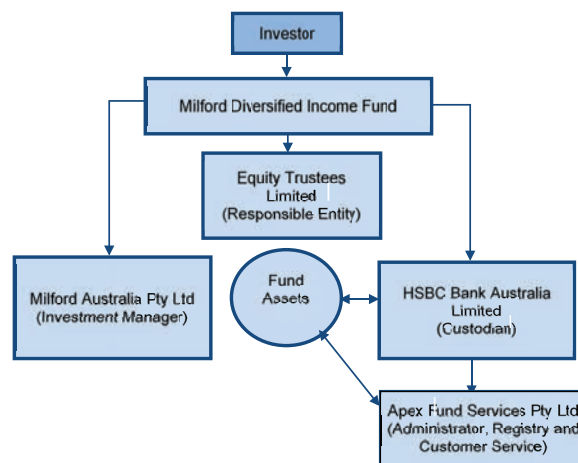 Investor
Milford Diversified Income Fund
Equity Trustees
Limited
(Responsible Entity)
Milford Australia Pty Ltd
(Investment Manager)
Fund
Assets
HSBC Bank Australia
Limited
(Custodian)
Apex Fund Services Pty Ltd
(Administrator, Registry and
Customer Service)